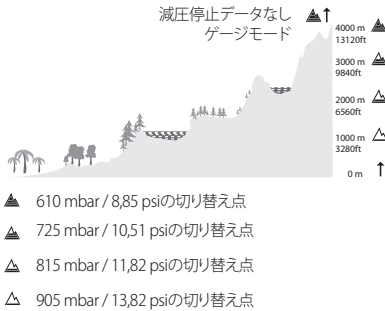 減圧停止データなし
ゲージモード
4000 m
13120ft
3000 m
9840ft
2000 m
6560ft
1000 m
3280ft
0 m
610 mbar / 8,85 psiの切り替え点
725 mbar / 10,51 psiの切り替え点
815 mbar / 11,82 psiの切り替え点
905 mbar / 13,82 psiの切り替え点